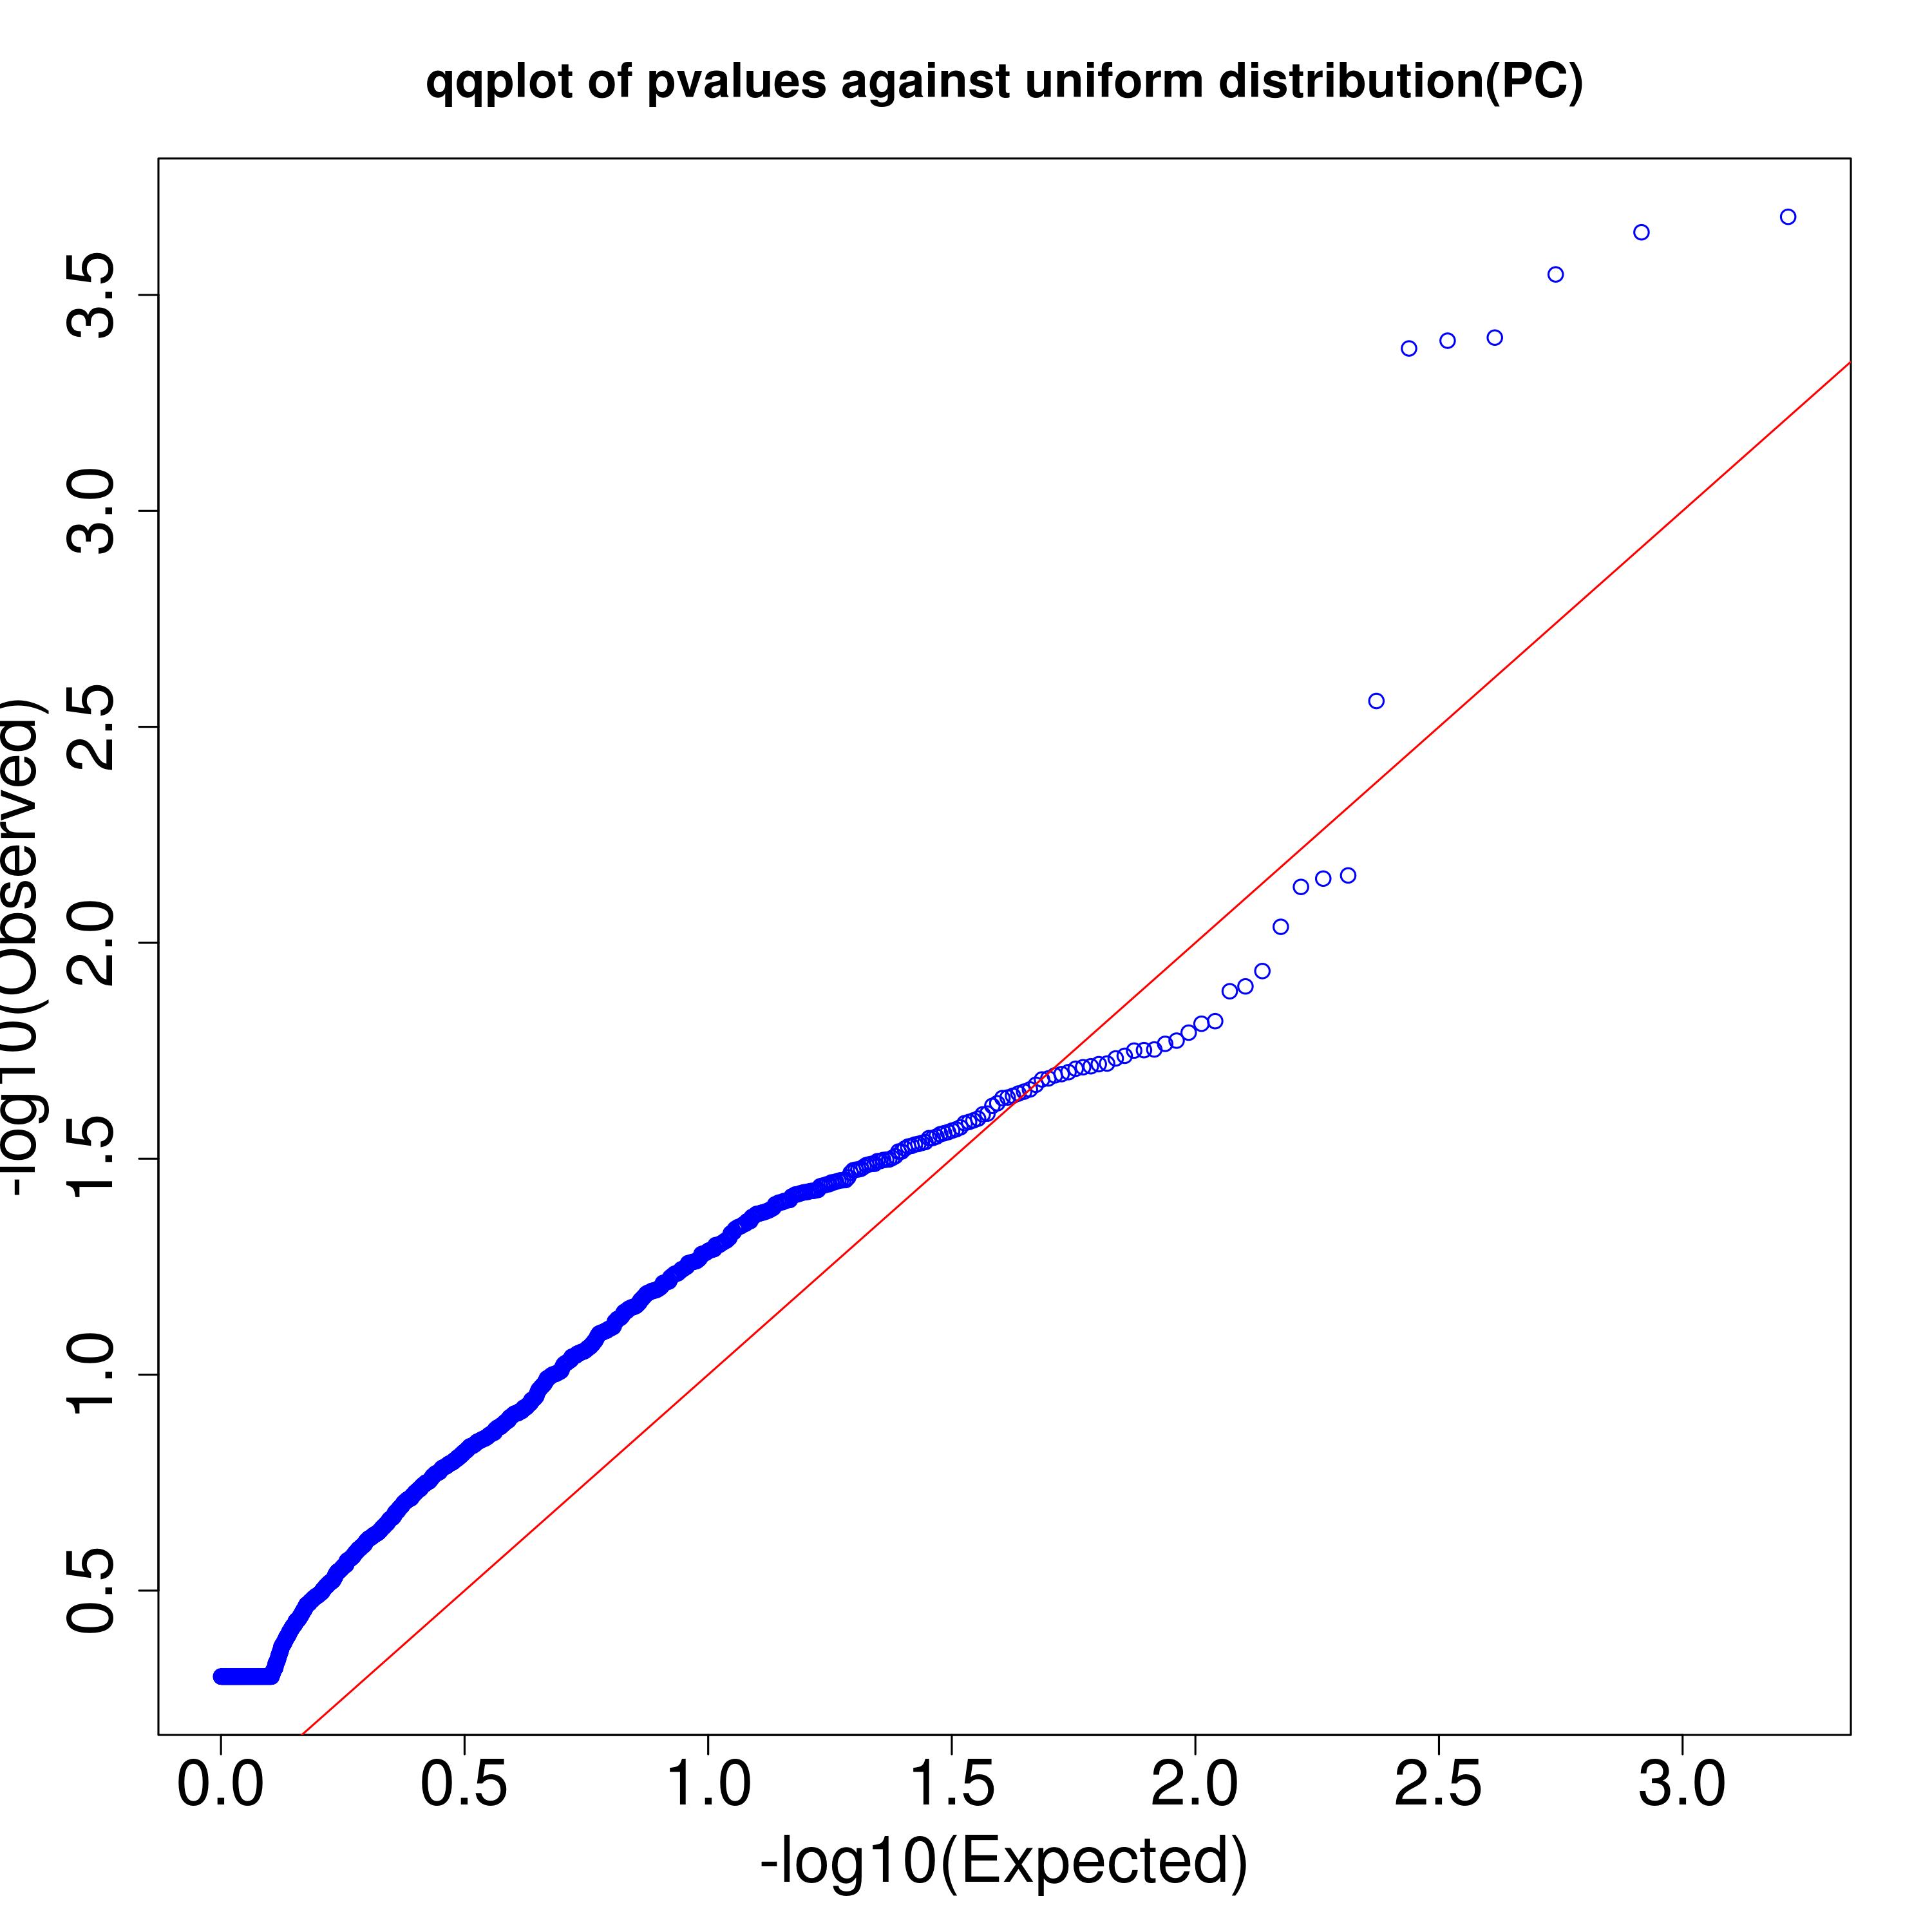 qqplot of pvalues against uniform distribution(PC)
-log10(Observed)
3.5
3.0
2.5
2.0
1.5
1.0
0.5
0.0 0.5 1.0 1.5 2.0 2.5 3.0
-log10(Expected)